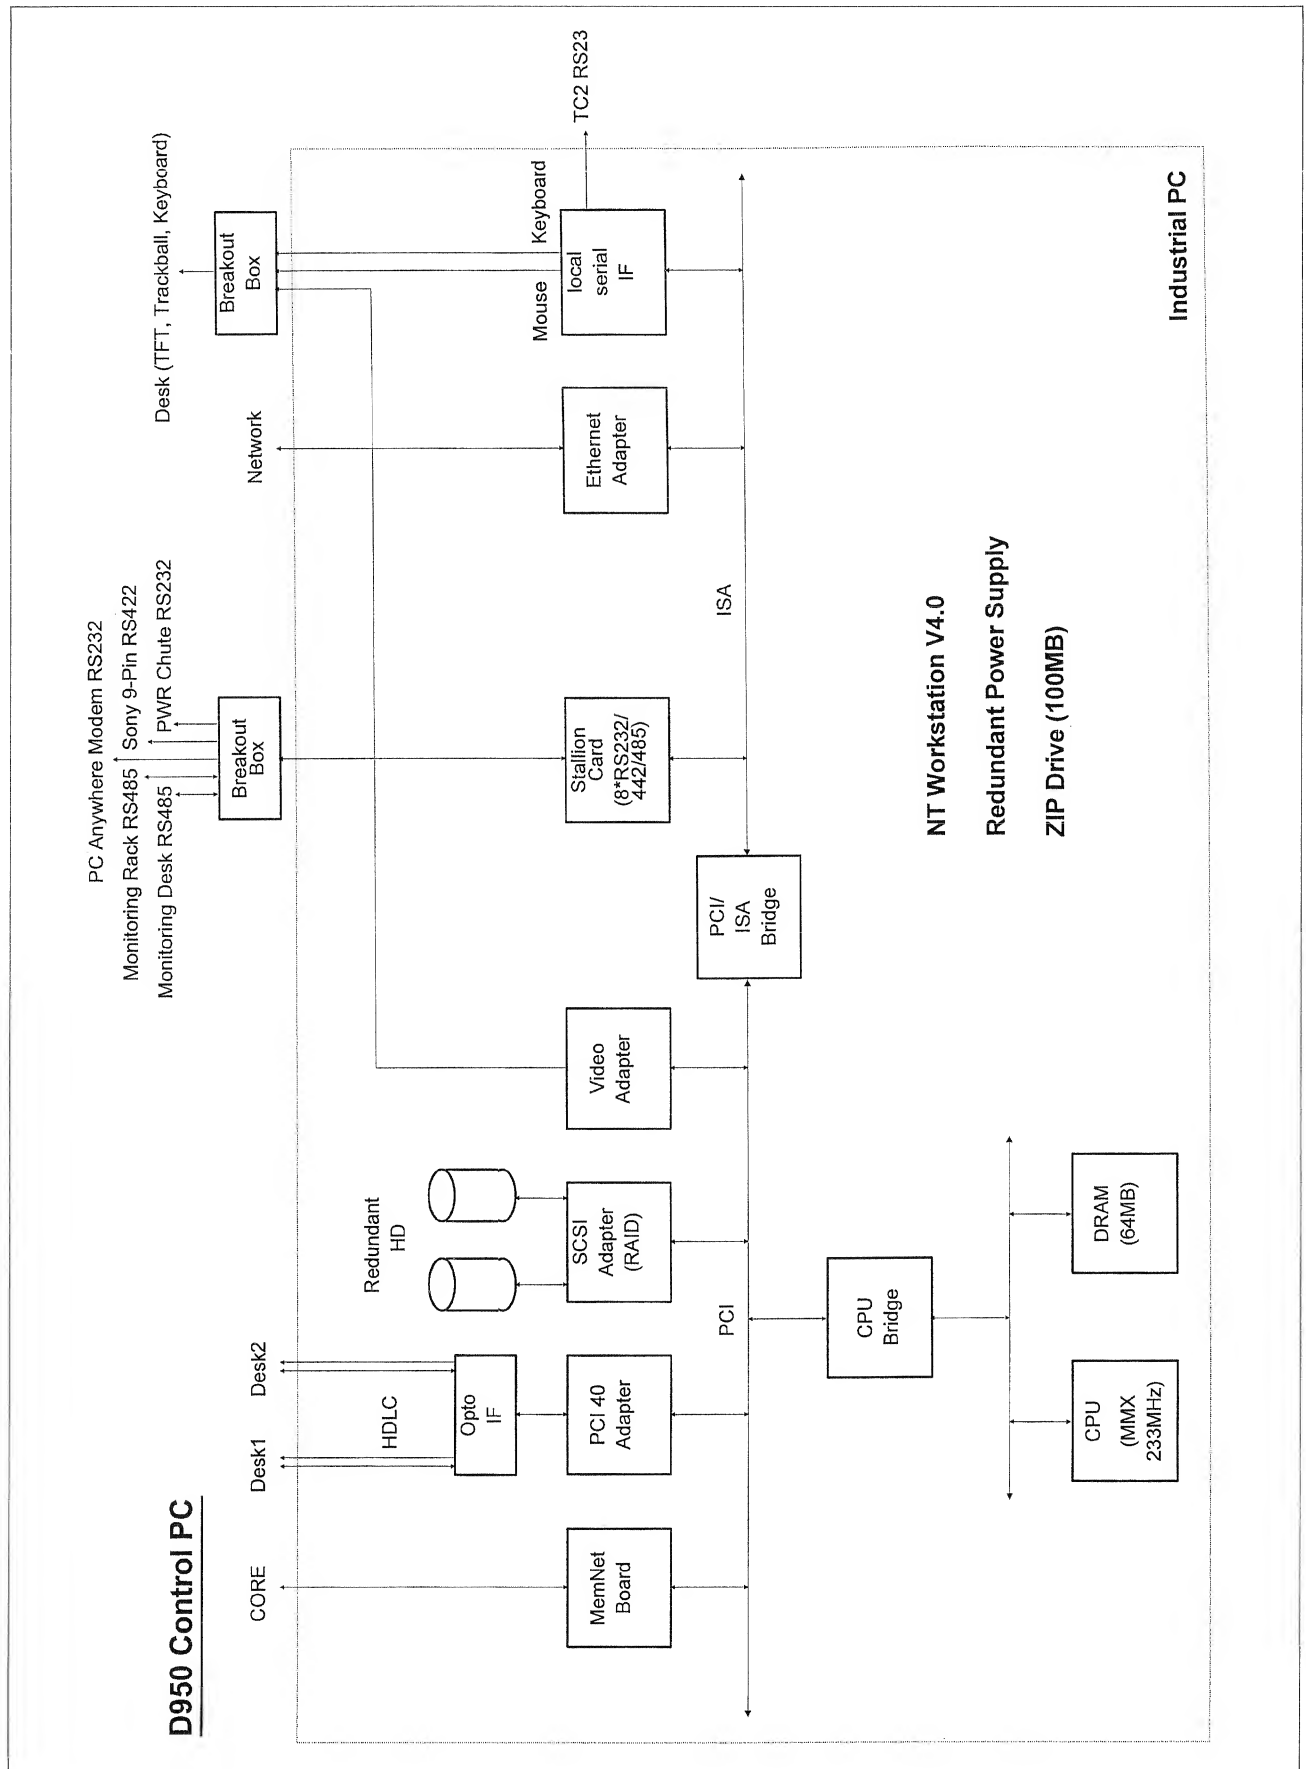 D950 Control PC
CORE
Desk1
Desk2
HDLC
Opto
IF
Redundant
HD
MemNet
Board
PCI 40
Adapter
SCSI
Adapter
(RAID)
Video
Adapter
PC Anywhere Modem RS232
Monitoring Rack RS485
Sony 9-Pin RS422
Monitoring Desk RS485
PWR Chute RS232
Breakout
Box
Stallion
Card
(8*RS232/
442/485)
Network
Ethernet
Adapter
Desk (TFT, Trackball, Keyboard)
Breakout
Box
Mouse
Keyboard
local
serial
IF
TC2 RS23
PCI
PCI/
ISA
Bridge
ISA
CPU
Bridge
CPU
(MMX
233MHz)
DRAM
(64MB)
NT Workstation V4.0
Redundant Power Supply
ZIP Drive (100MB)
Industrial PC